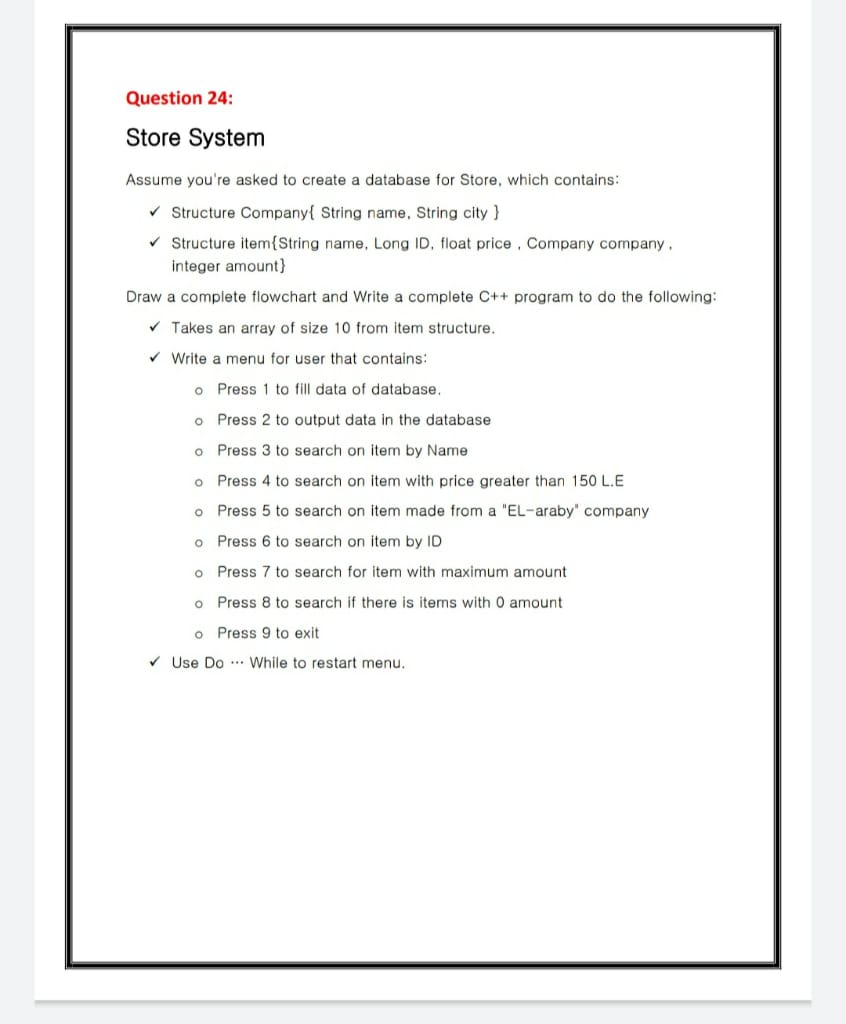 Question 24:
Store System
Assume you're asked to create a database for Store, which contains:
✓ Structure Company{ String name, String city }
✓ Structure item{String name, Long ID, float price , Company company ,
integer amount}
Draw a complete flowchart and Write a complete C++ program to do the following:
✓ Takes an array of size 10 from item structure.
✓ Write a menu for user that contains:
o Press 1 to fill data of database.
o Press 2 to output data in the database
o Press 3 to search on item by Name
o Press 4 to search on item with price greater than 150 L.E
o Press 5 to search on item made from a "EL-araby" company
o Press 6 to search on item by ID
o Press 7 to search for item with maximum amount
o Press 8 to search if there is items with 0 amount
o Press 9 to exit
✓ Use Do ··· While to restart menu.